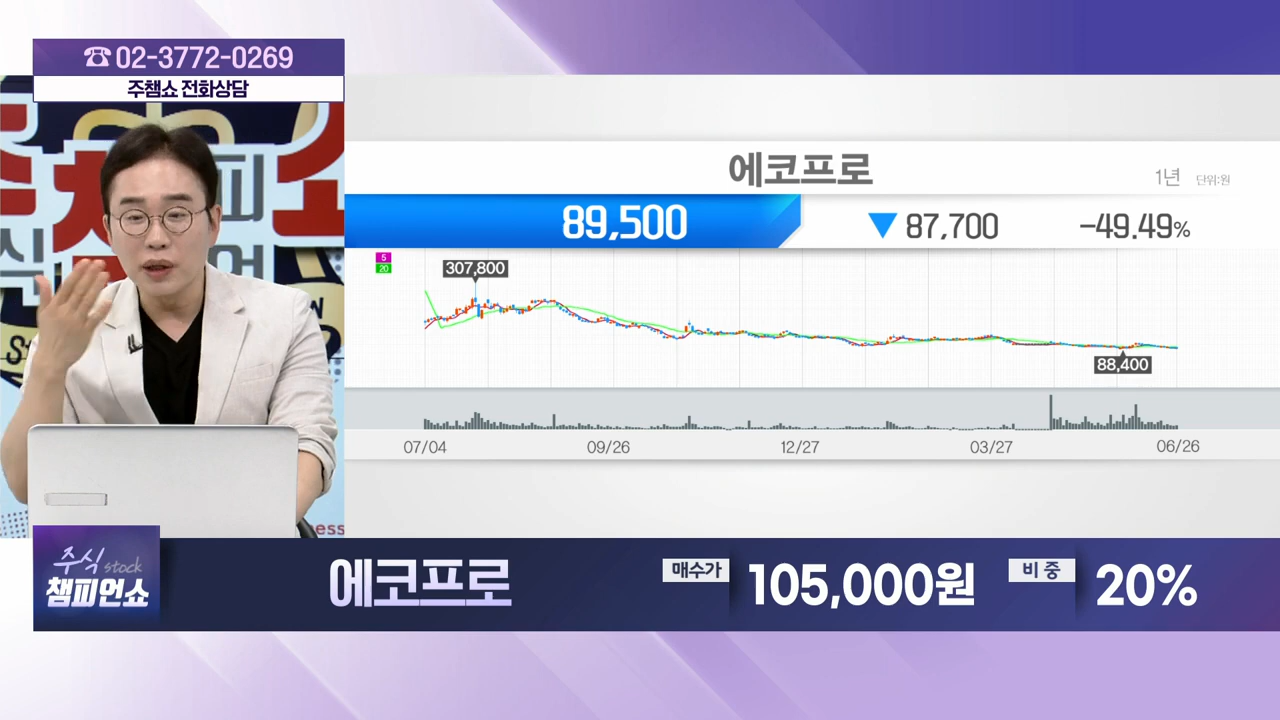 ☎02-3772-0269
주챔쇼 전화상담
에코프로
1년 단위:원
89,500 ▼87,700 -49.49%
5
20
307,800
88,400
07/04 09/26 12/27 03/27 06/26
주식 stock
챔피언쇼
에코프로 매수가 105,000원 비중 20%